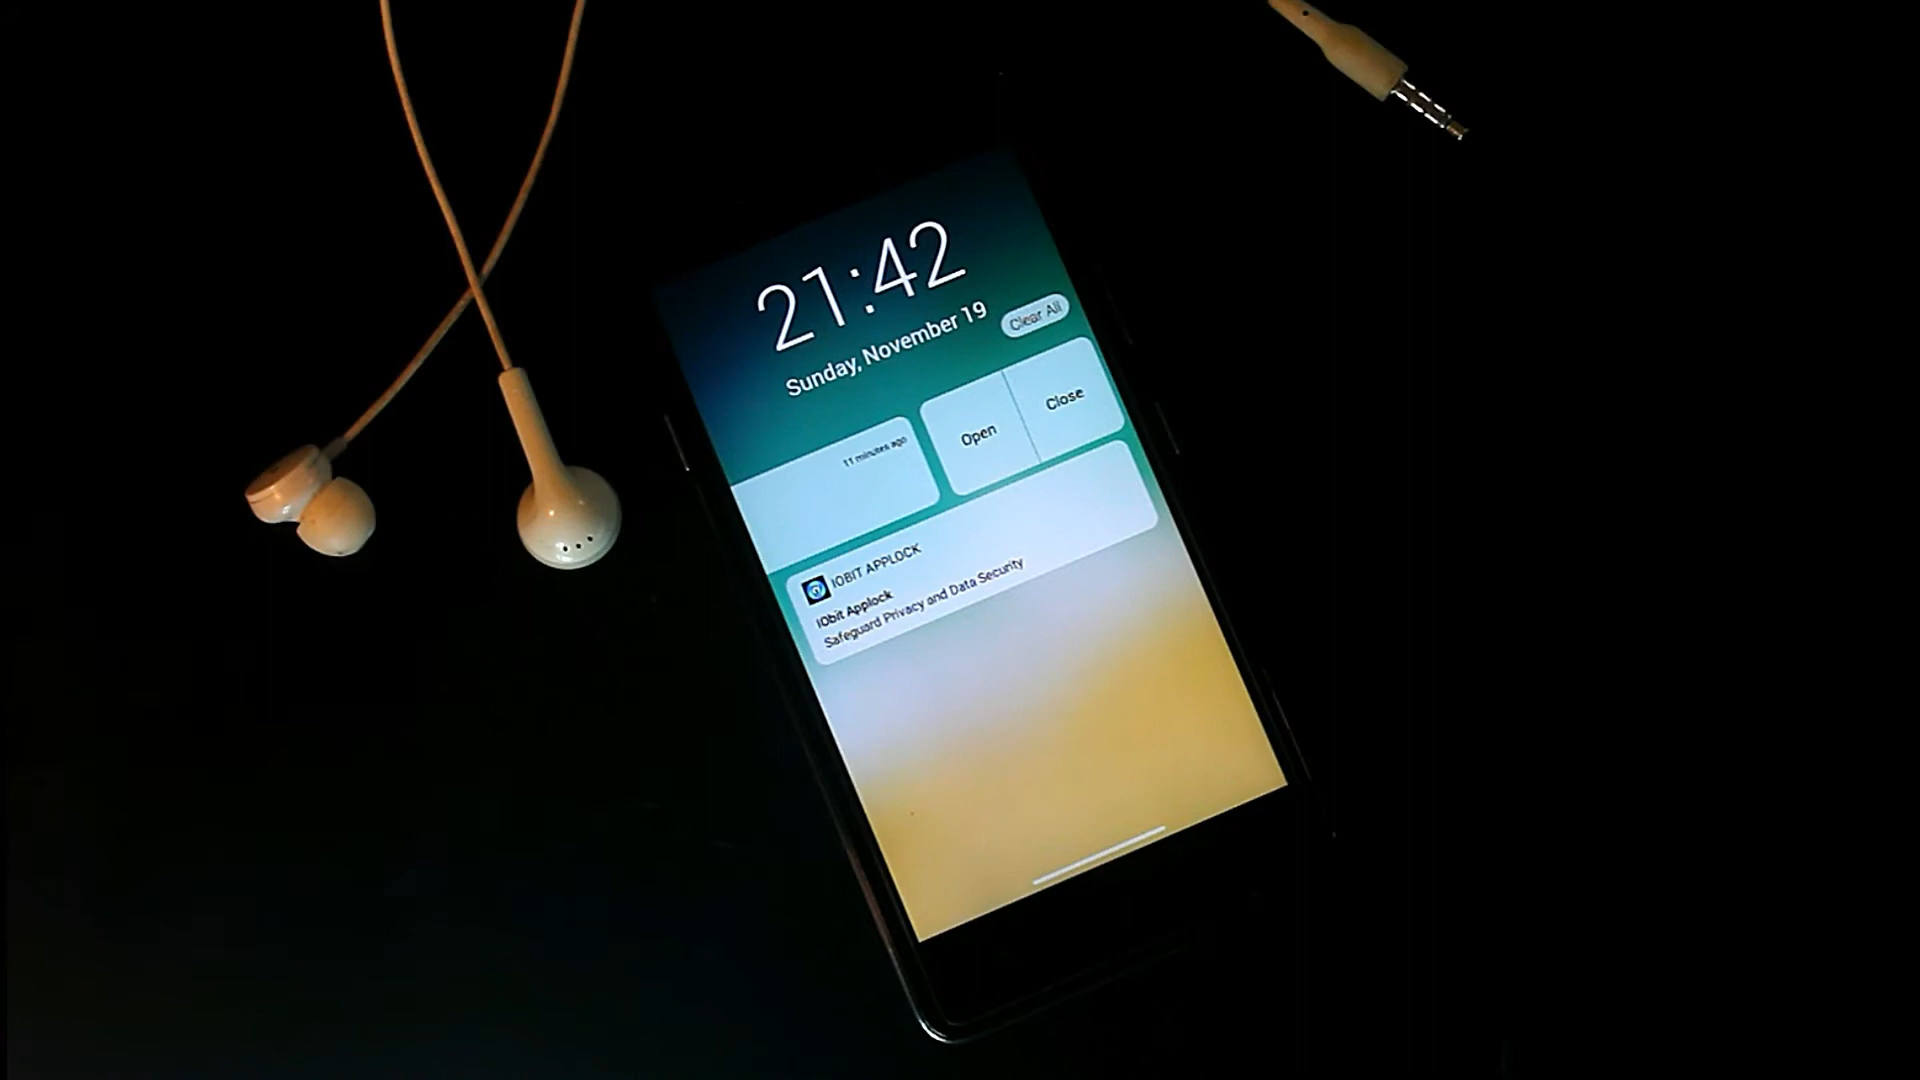 21:42
Sunday, November 19
Clear All
11 minutes ago
Open
Close
IOBIT APPLOCK
IObit Applock
Safeguard Privacy and Data Security